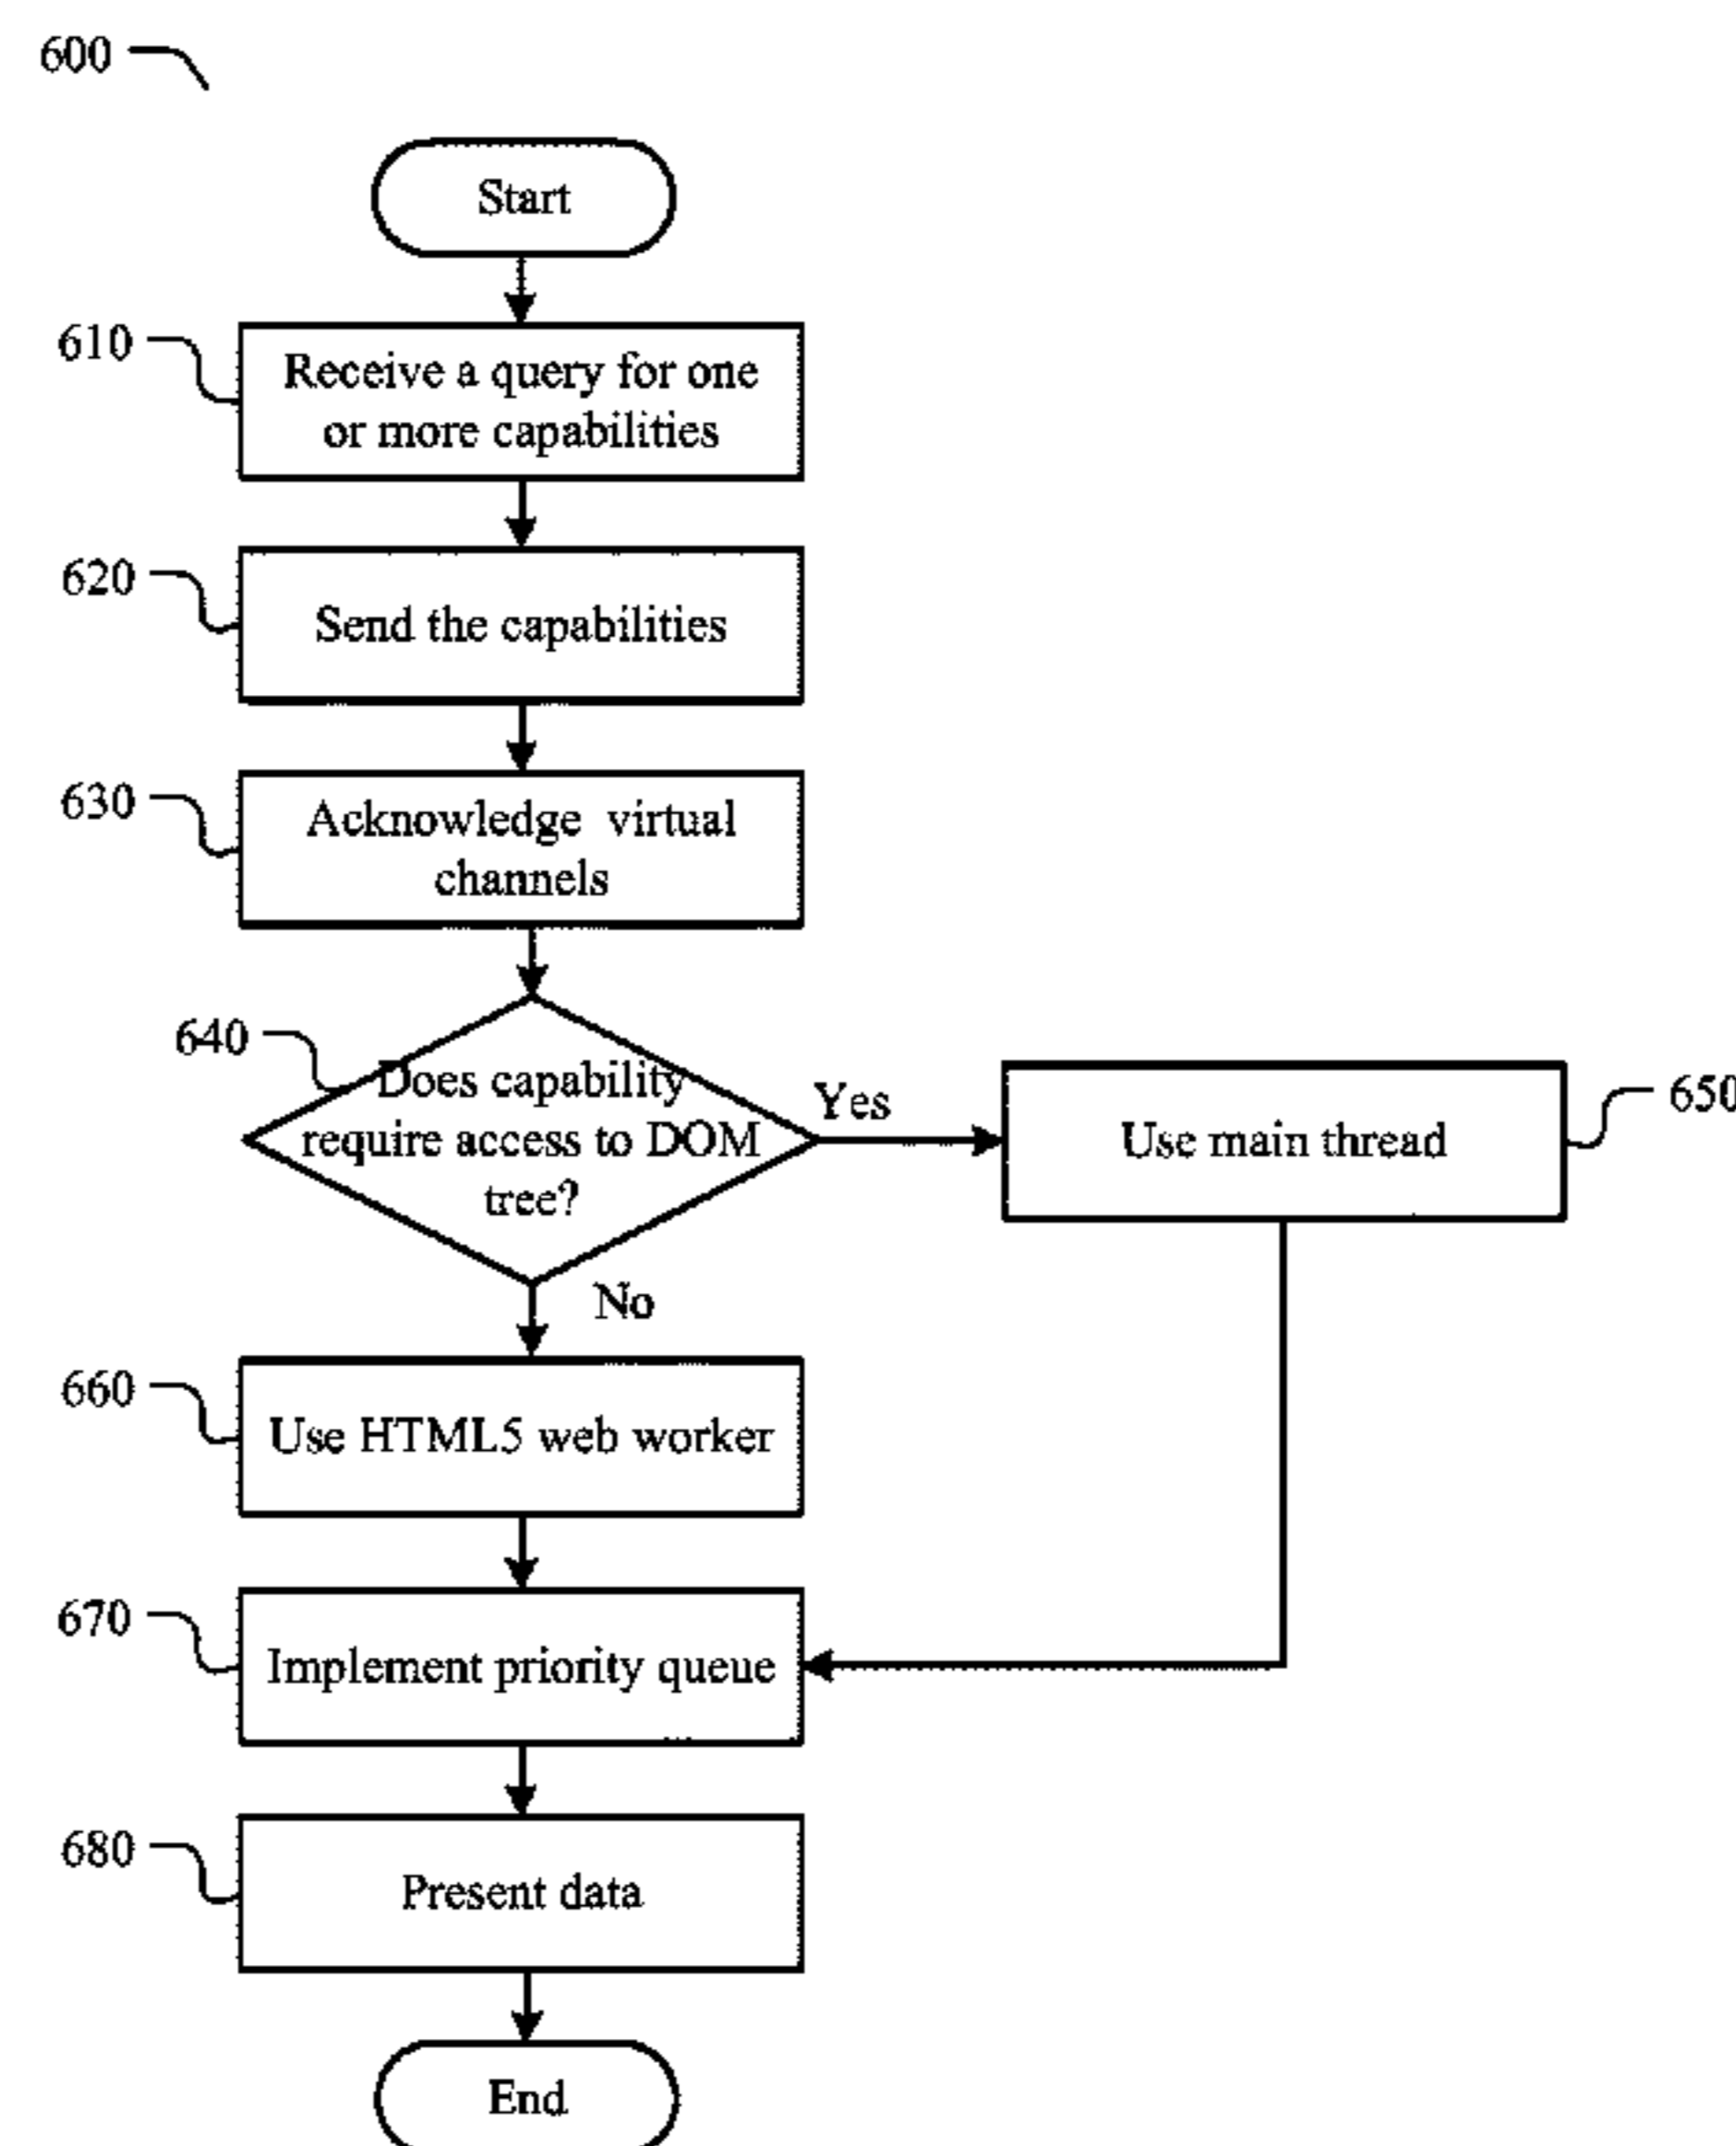 600
Start
610
Receive a query for one
or more capabilities
620
Send the capabilities
630
Acknowledge virtual
channels
640
Does capability
require access to DOM
tree?
Yes
Use main thread
650
No
660
Use HTML5 web worker
670
Implement priority queue
680
Present data
End